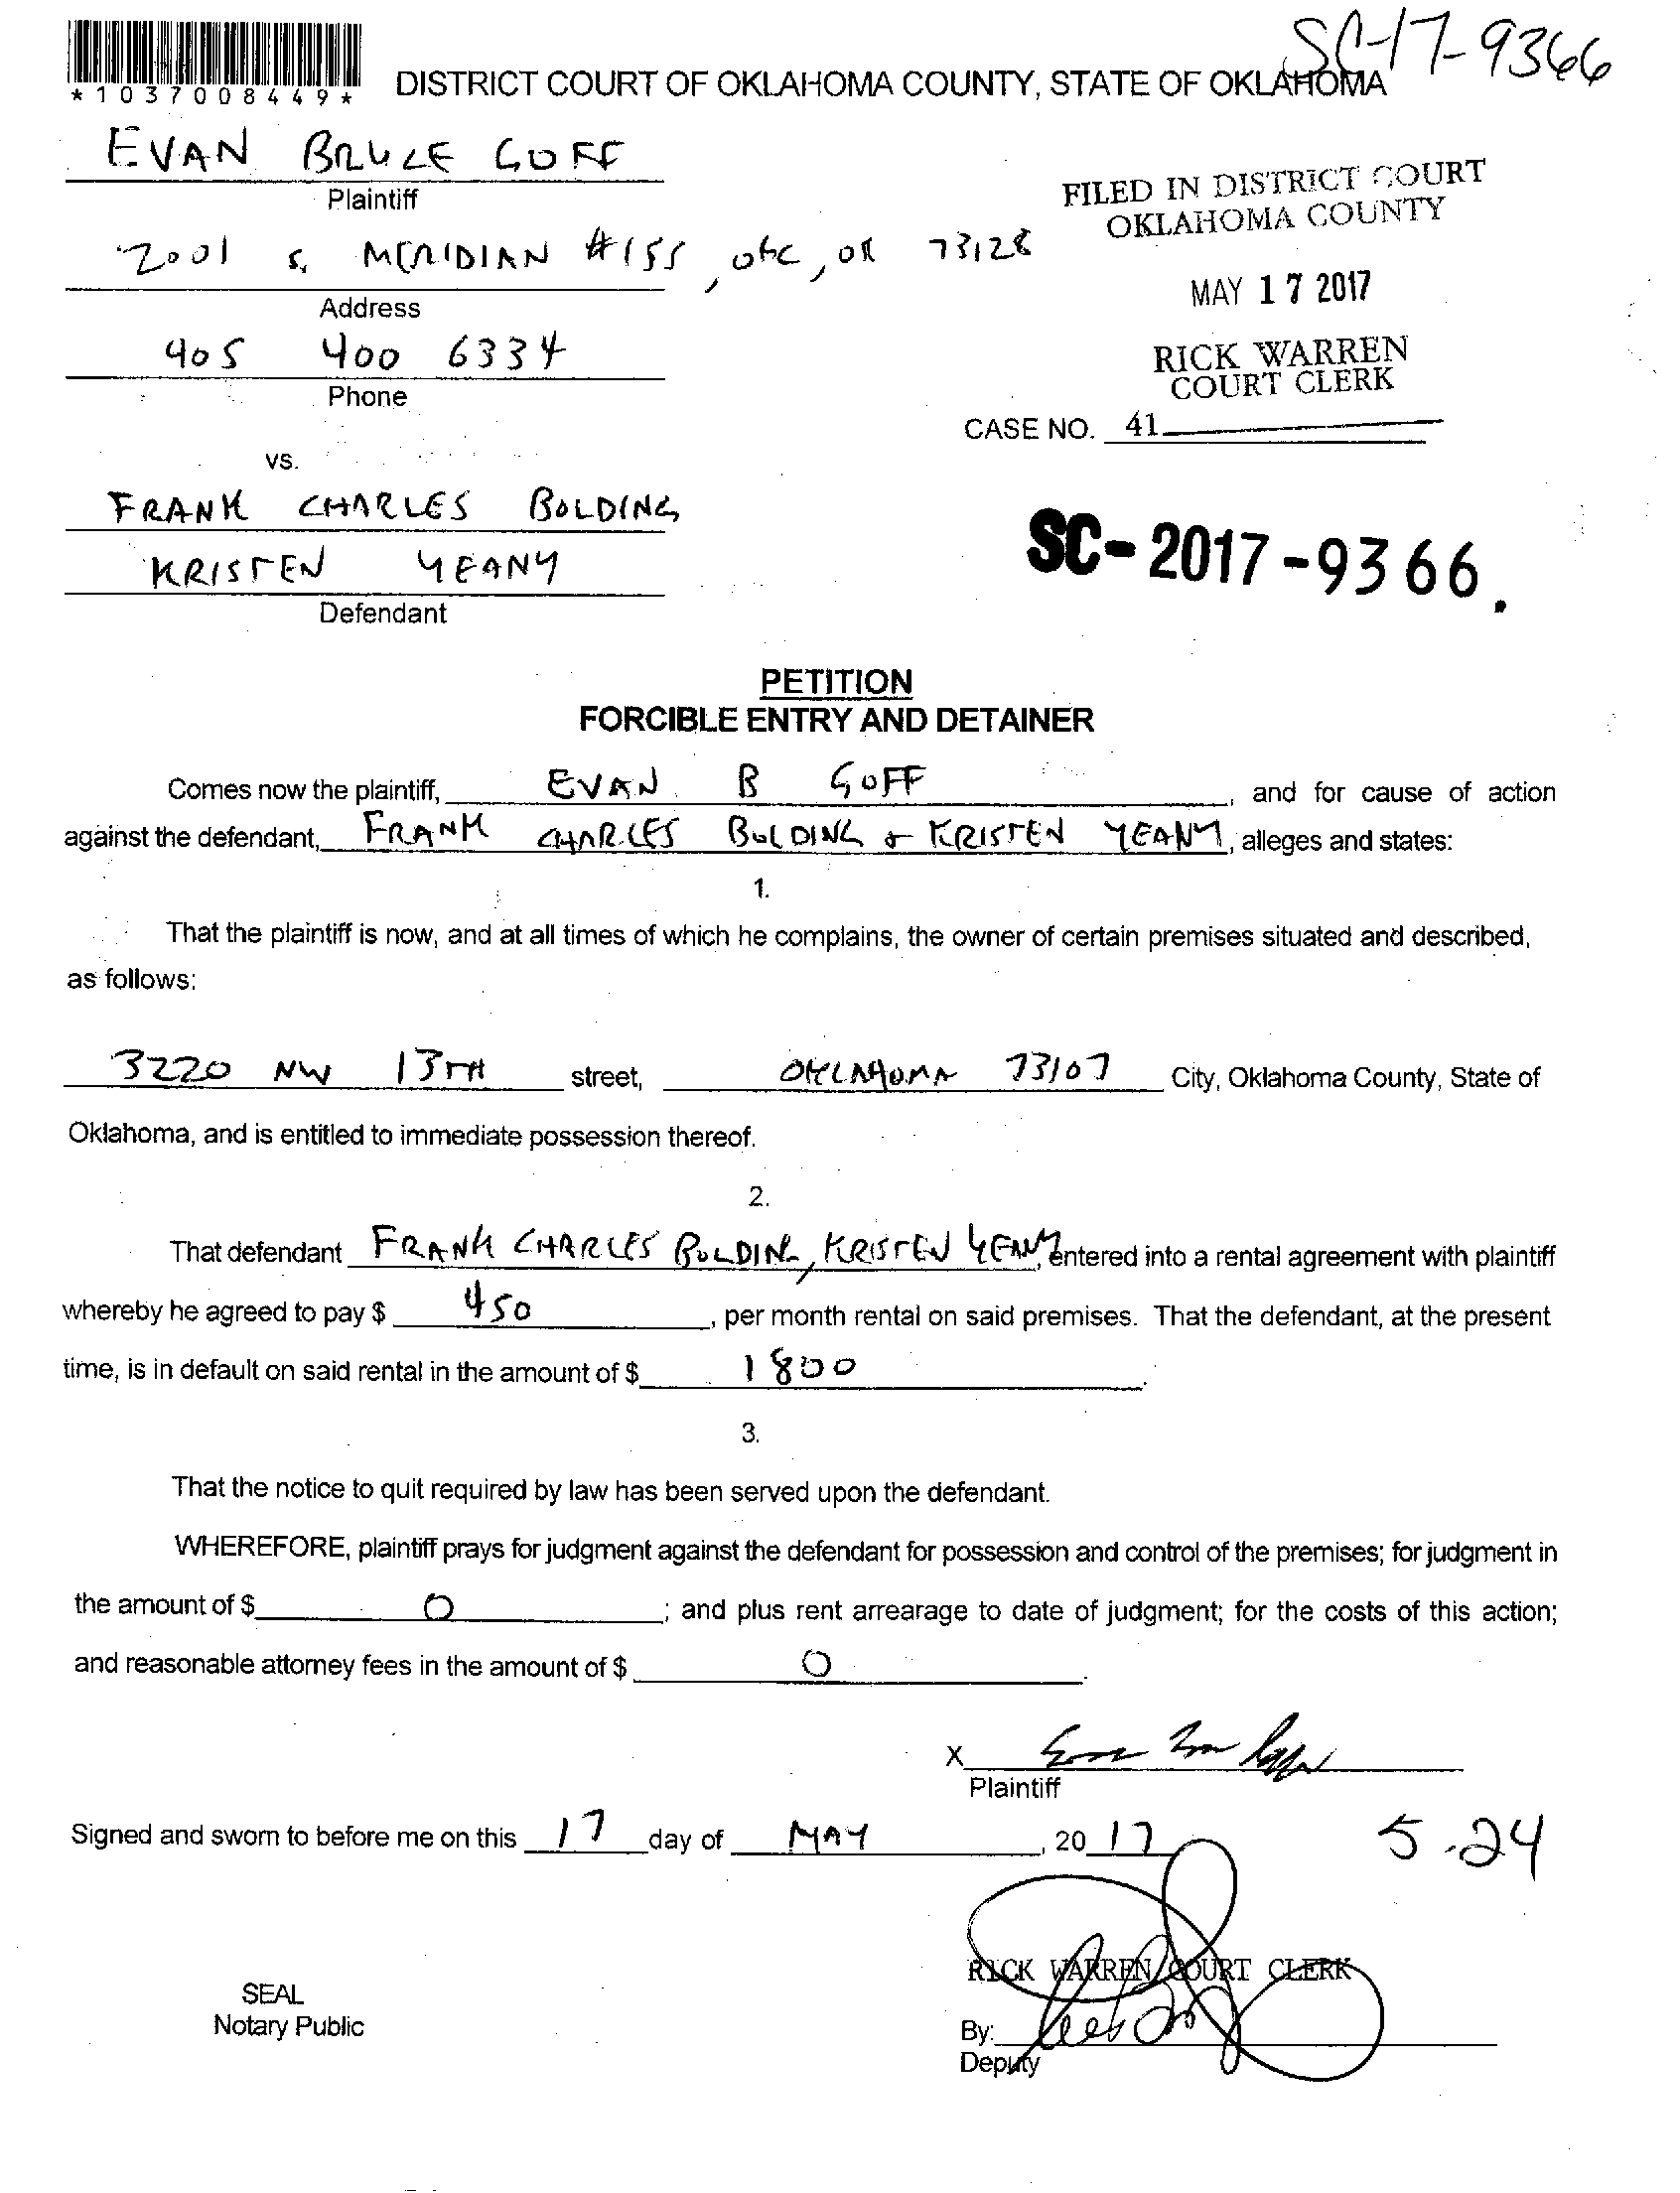 SC-17-9366
*1037008449*
DISTRICT COURT OF OKLAHOMA COUNTY, STATE OF OKLAHOMA
EVAN BRUCE GOFF
Plaintiff
FILED IN DISTRICT COURT
OKLAHOMA COUNTY
2001 S. MERIDIAN #155, OKC, OK 73128
Address
MAY 17 2017
405 400 6334
Phone
RICK WARREN
COURT CLERK
CASE NO. 41
vs.
FRANK CHARLES BOLDING
KRISTEN YEANY
Defendant
SC-2017-9366.
PETITION
FORCIBLE ENTRY AND DETAINER
Comes now the plaintiff, EVAN B GOFF, and for cause of action
against the defendant, FRANK CHARLES BOLDING & KRISTEN YEANY, alleges and states:
1.
That the plaintiff is now, and at all times of which he complains, the owner of certain premises situated and described,
as follows:
3220 NW 13TH street, OKLAHOMA 73107 City, Oklahoma County, State of
Oklahoma, and is entitled to immediate possession thereof.
2.
That defendant FRANK CHARLES BOLDING, KRISTEN YEANY, entered into a rental agreement with plaintiff
whereby he agreed to pay $ 450, per month rental on said premises. That the defendant, at the present
time, is in default on said rental in the amount of $ 1800.
3.
That the notice to quit required by law has been served upon the defendant.
WHEREFORE, plaintiff prays for judgment against the defendant for possession and control of the premises; for judgment in
the amount of $ 0; and plus rent arrearage to date of judgment; for the costs of this action;
and reasonable attorney fees in the amount of $ 0.
X
Plaintiff
Signed and sworn to before me on this 17 day of MAY, 20 17
5-24
RICK WARREN, COURT CLERK
SEAL
Notary Public
By:
Deputy